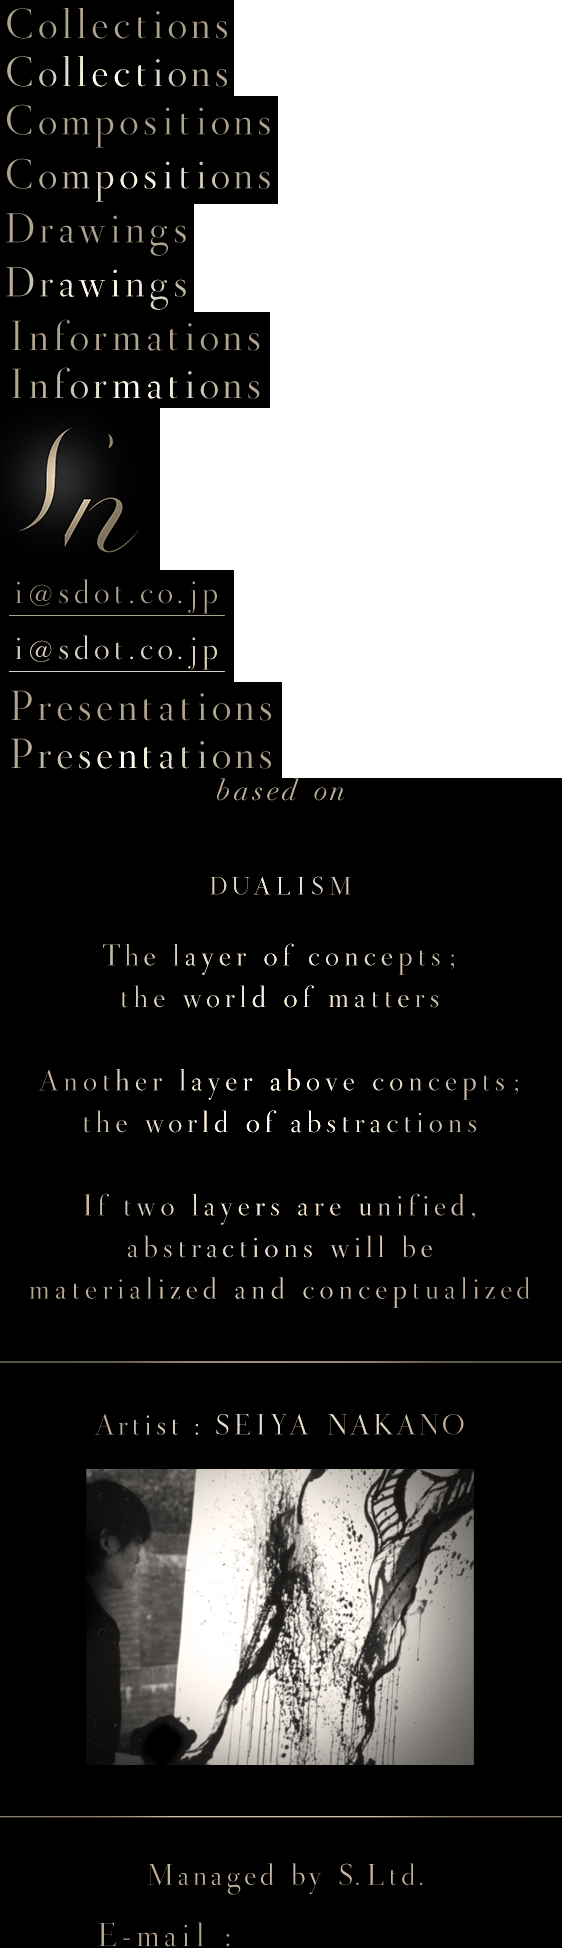 Collections
Collections
Compositions
Compositions
Drawings
Drawings
Informations
Informations
S'n
i@sdot.co.jp
i@sdot.co.jp
Presentations
Presentations
based on
DUALISM
The layer of concepts;
the world of matters
Another layer above concepts;
the world of abstractions
If two layers are unified,
abstractions will be
materialized and conceptualized
Artist : SEIYA NAKANO
Managed by S.Ltd.
E-mail :